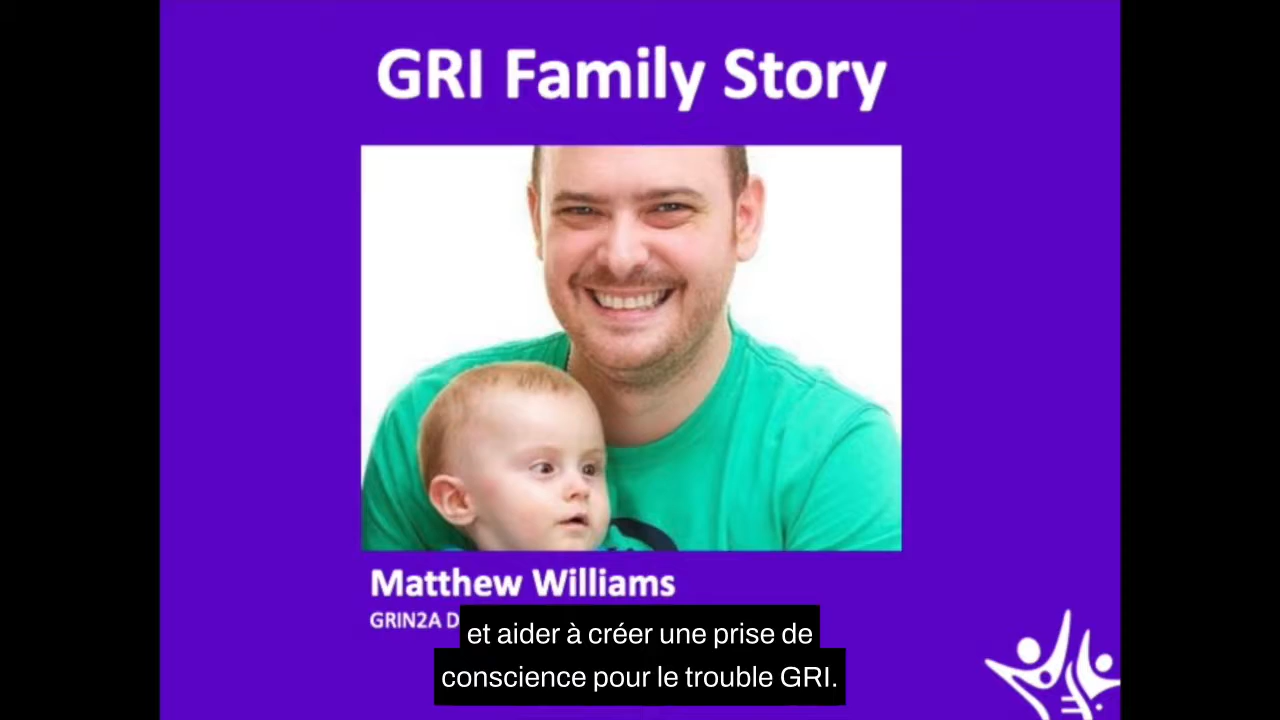 GRI Family Story
Matthew Williams
GRIN2A
et aider à créer une prise de
conscience pour le trouble GRI.